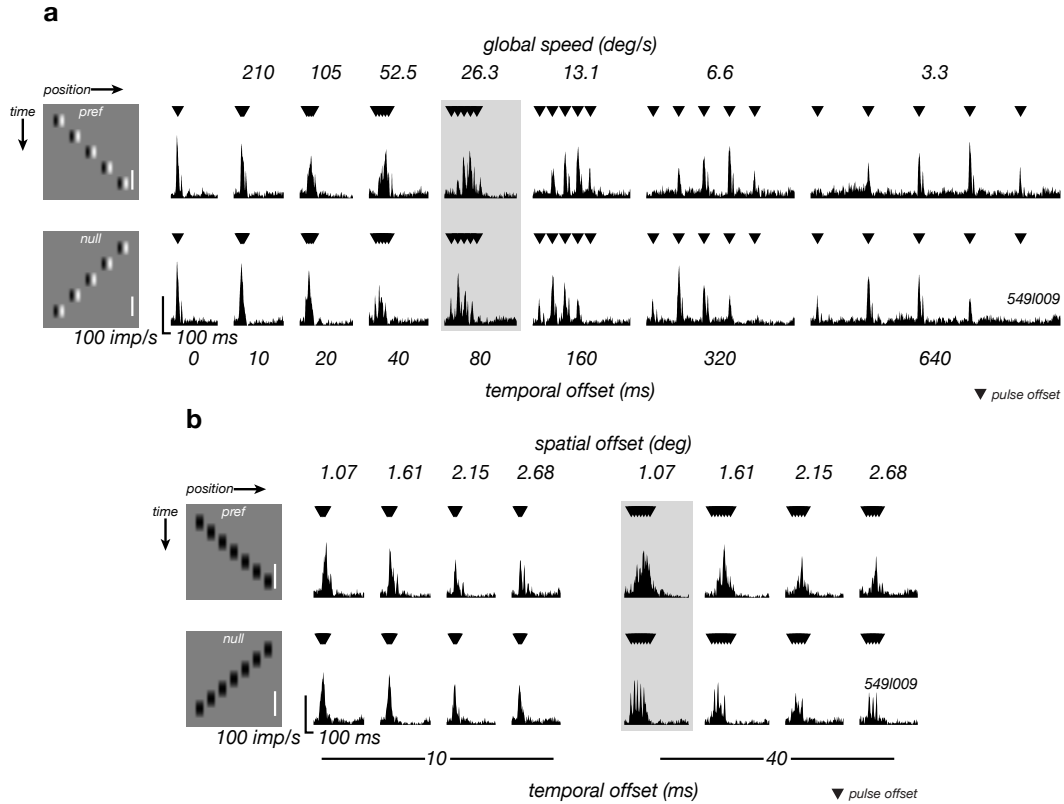 a
global speed (deg/s)
210 105 52.5 26.3 13.1 6.6 3.3
position
time
pref
null
549l009
100 imp/s 100 ms
0 10 20 40 80 160 320 640
temporal offset (ms)
pulse offset
b
spatial offset (deg)
1.07 1.61 2.15 2.68 1.07 1.61 2.15 2.68
position
time
pref
null
549l009
100 imp/s 100 ms
10 40
temporal offset (ms)
pulse offset